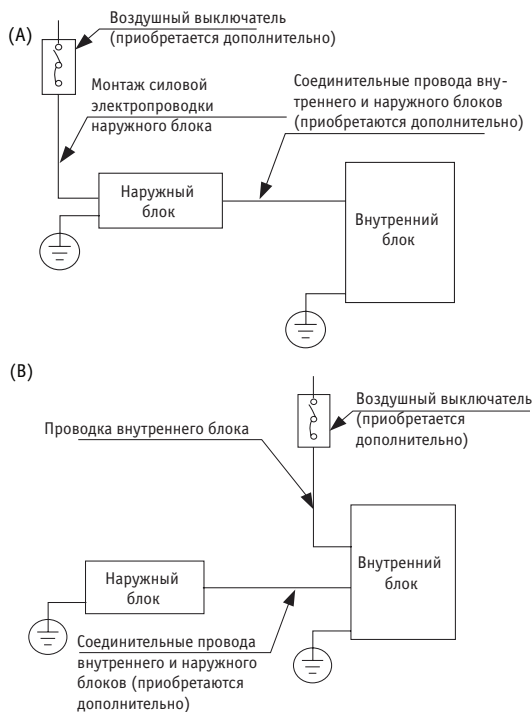 (A)
Воздушный выключатель
(приобретается дополнительно)
Монтаж силовой
электропроводки
наружного блока
Соединительные провода вну-
треннего и наружного блоков
(приобретаются дополнительно)
Наружный
блок
Внутренний
блок
(B)
Воздушный выключатель
(приобретается
дополнительно)
Проводка внутреннего блока
Наружный
блок
Внутренний
блок
Соединительные провода
внутреннего и наружного
блоков (приобретаются
дополнительно)